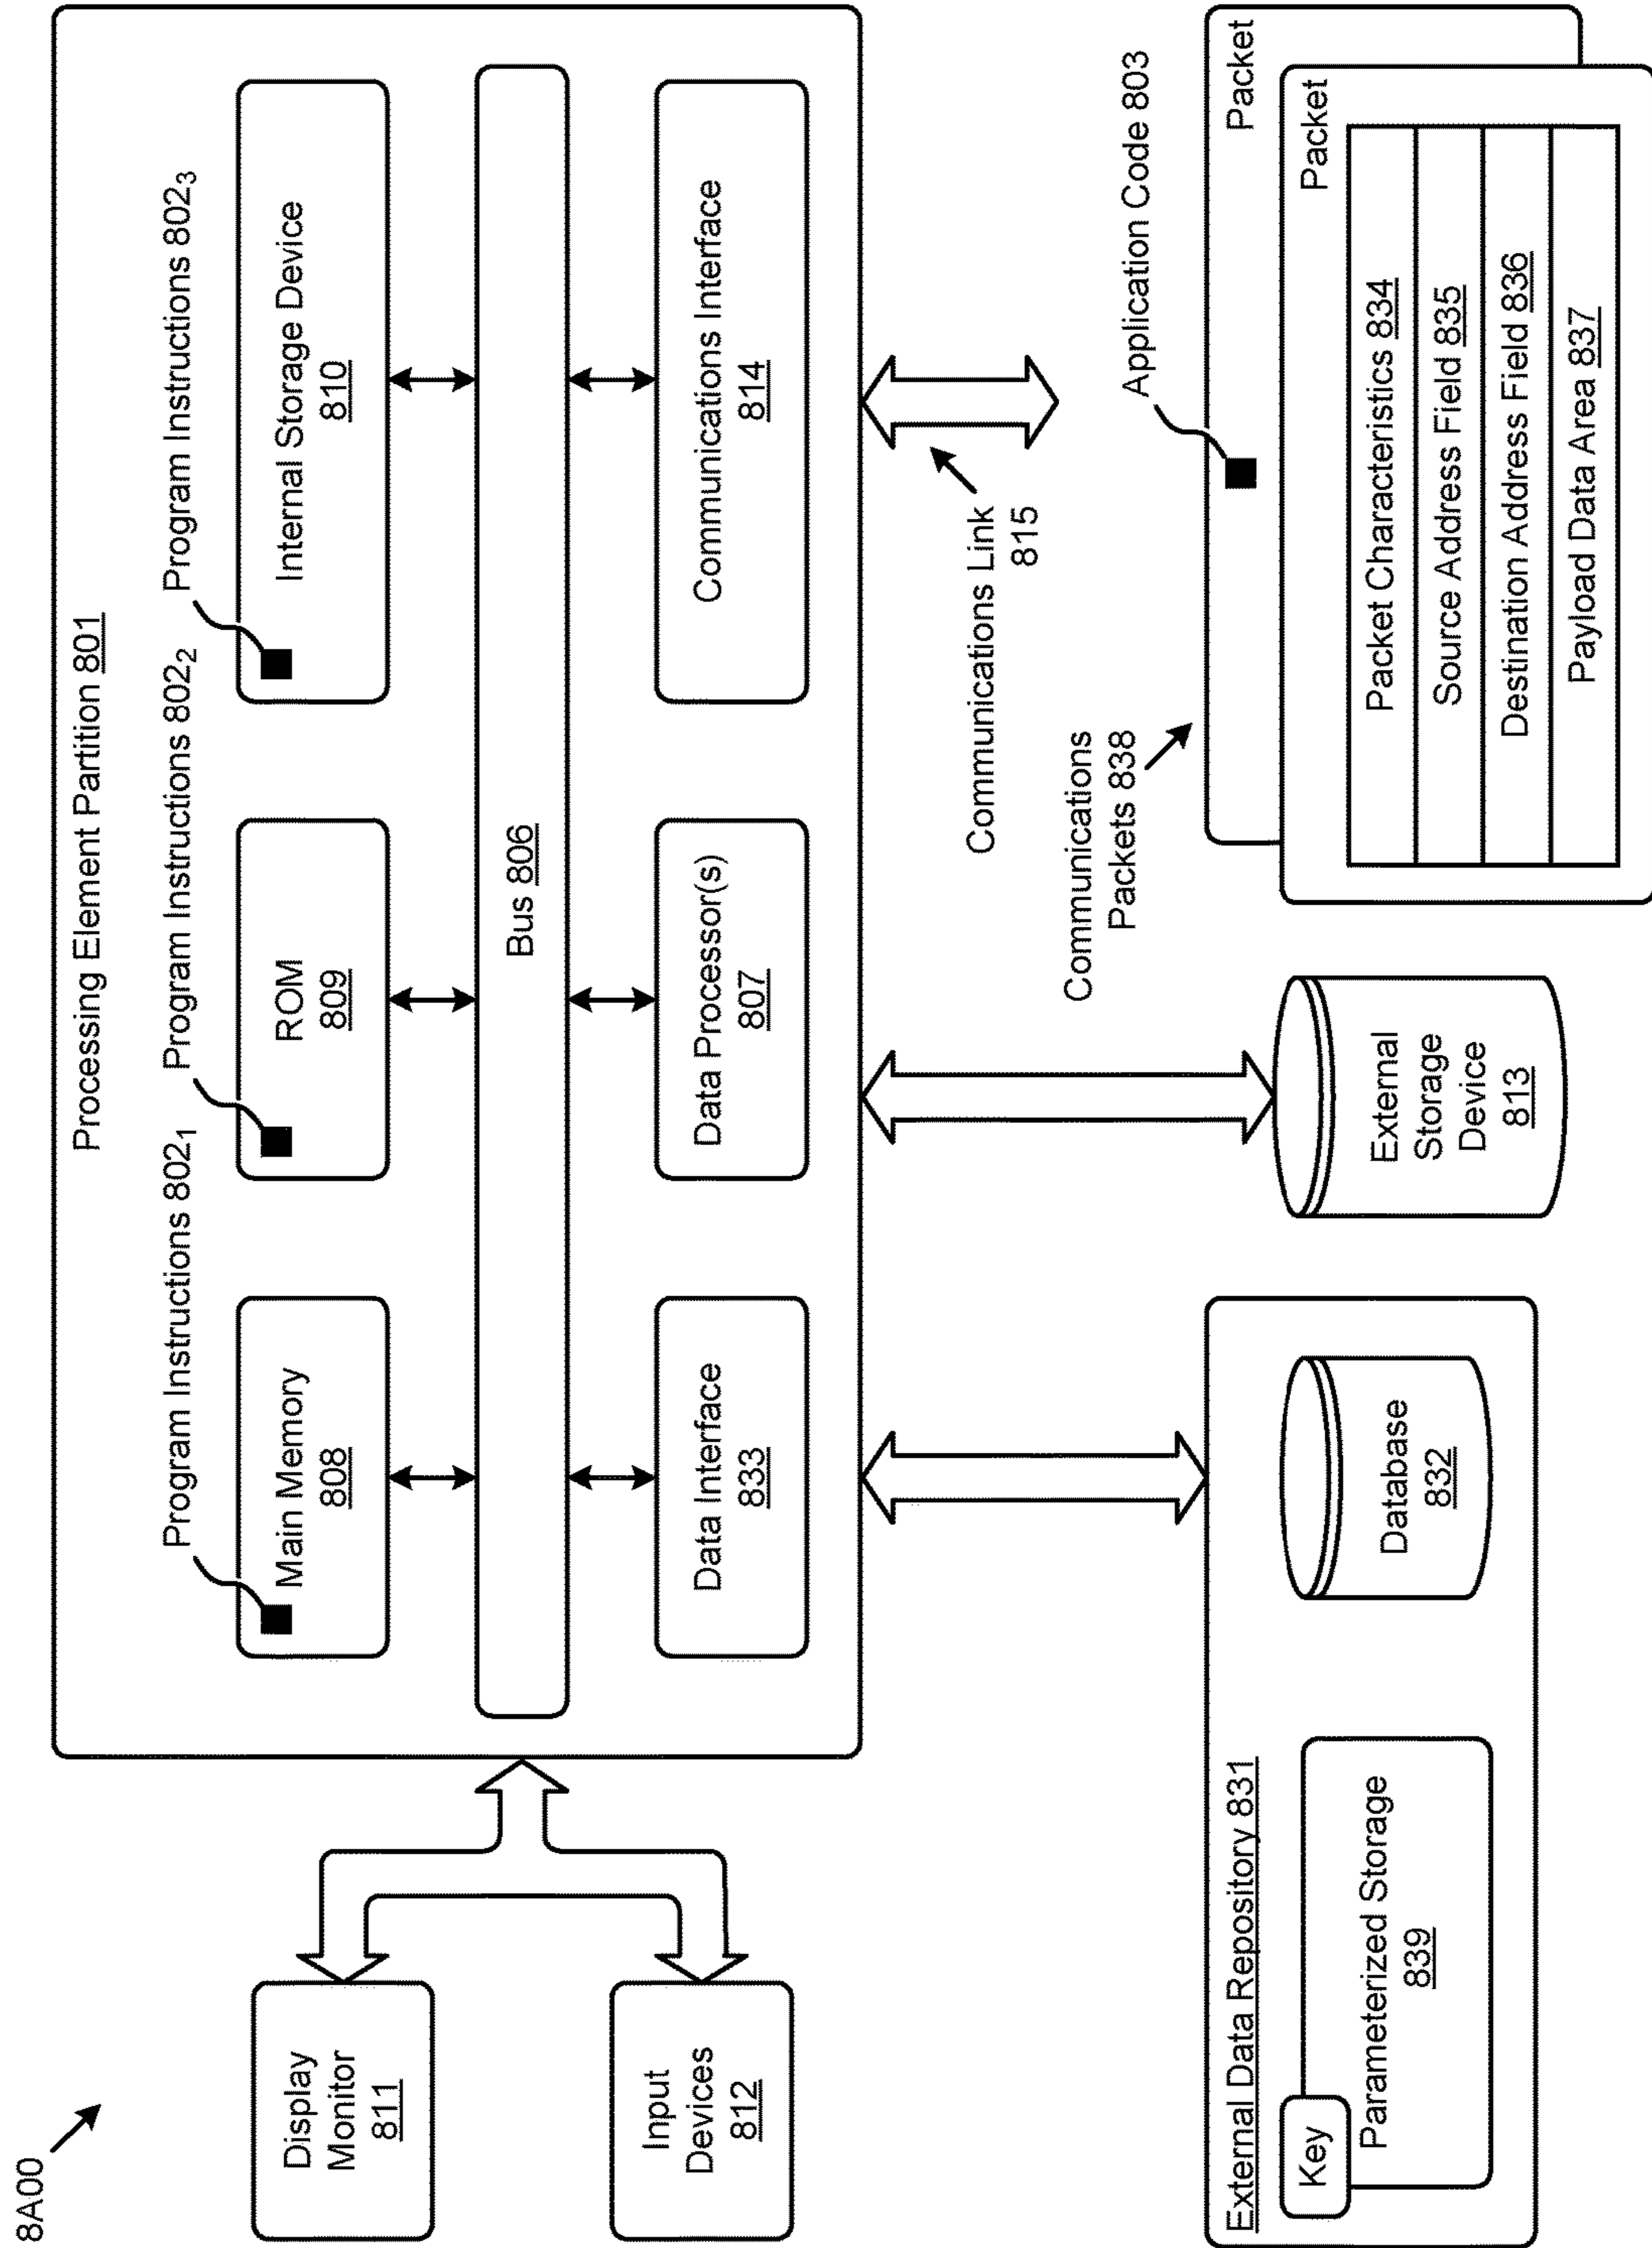 8A00
Processing Element Partition 801
Program Instructions 802₁
Program Instructions 802₂
Program Instructions 802₃
Main Memory
808
ROM
809
Internal Storage Device
810
Display
Monitor
811
Bus 806
Input
Devices
812
Data Interface
833
Data Processor(s)
807
Communications Interface
814
Communications Link
815
Communications
Packets 838
Application Code 803
External Data Repository 831
Key
Parameterized Storage
839
Database
832
External
Storage
Device
813
Packet
Packet
Packet Characteristics 834
Source Address Field 835
Destination Address Field 836
Payload Data Area 837